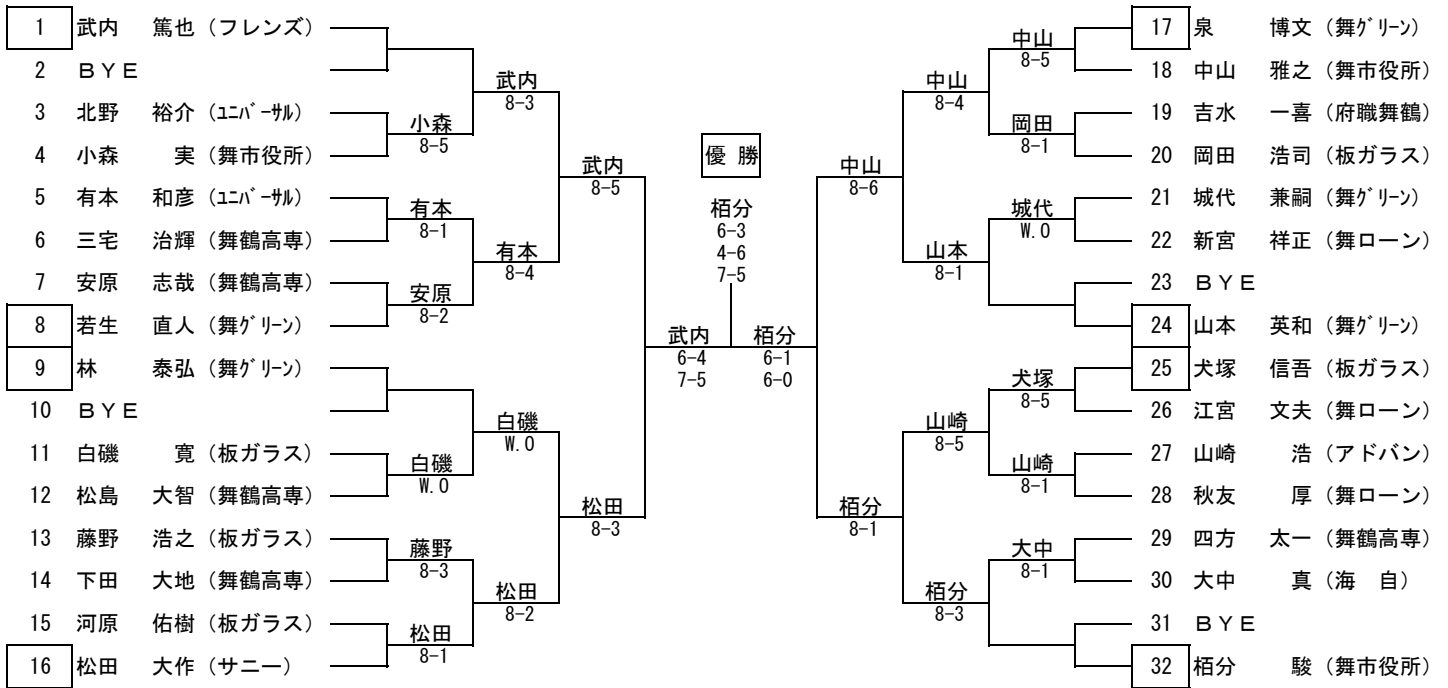 1 武内 篤也 (フレンズ)
2 ＢＹＥ
3 北野 裕介 (ﾕﾆﾊﾞｰｻﾙ)
4 小森 実 (舞市役所)
5 有本 和彦 (ﾕﾆﾊﾞｰｻﾙ)
6 三宅 治輝 (舞鶴高専)
7 安原 志哉 (舞鶴高専)
8 若生 直人 (舞ｸﾞﾘｰﾝ)
9 林 泰弘 (舞ｸﾞﾘｰﾝ)
10 ＢＹＥ
11 白磯 寛 (板ガラス)
12 松島 大智 (舞鶴高専)
13 藤野 浩之 (板ガラス)
14 下田 大地 (舞鶴高専)
15 河原 佑樹 (板ガラス)
16 松田 大作 (サニー)
小森
8-5
有本
8-1
安原
8-2
白磯
W.O
藤野
8-3
松田
8-1
武内
8-3
有本
8-4
白磯
W.O
松田
8-2
武内
8-5
松田
8-3
武内
6-4
7-5
優 勝
栢分
6-3
4-6
7-5
栢分
6-1
6-0
中山
8-6
栢分
8-1
中山
8-4
山本
8-1
山崎
8-5
栢分
8-3
中山
8-5
岡田
8-1
城代
W.O
犬塚
8-5
山崎
8-1
大中
8-1
17 泉 博文 (舞ｸﾞﾘｰﾝ)
18 中山 雅之 (舞市役所)
19 吉水 一喜 (府職舞鶴)
20 岡田 浩司 (板ガラス)
21 城代 兼嗣 (舞ｸﾞﾘｰﾝ)
22 新宮 祥正 (舞ローン)
23 ＢＹＥ
24 山本 英和 (舞ｸﾞﾘｰﾝ)
25 犬塚 信吾 (板ガラス)
26 江宮 文夫 (舞ローン)
27 山崎 浩 (アドバン)
28 秋友 厚 (舞ローン)
29 四方 太一 (舞鶴高専)
30 大中 真 (海 自)
31 ＢＹＥ
32 栢分 駿 (舞市役所)